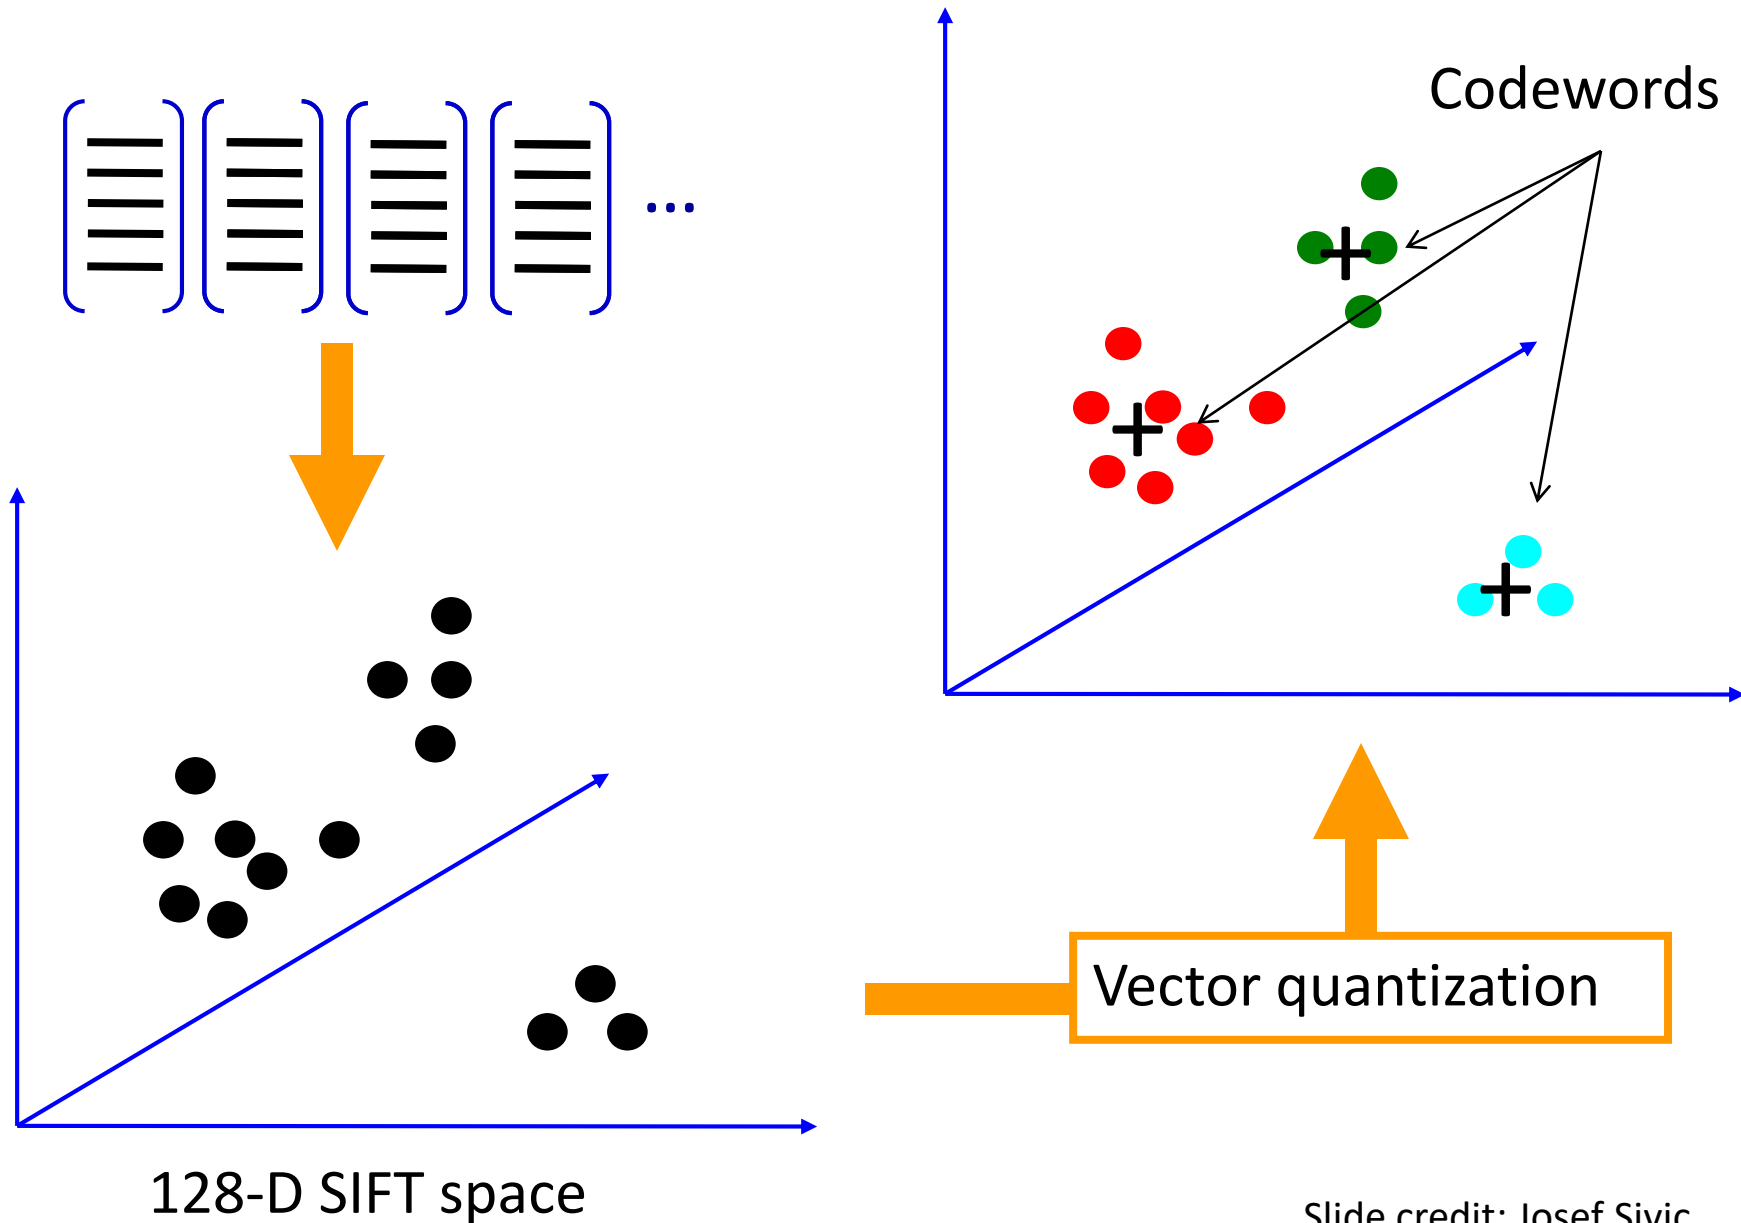 ...
Codewords
Vector quantization
128-D SIFT space
Slide credit: Josef Sivic